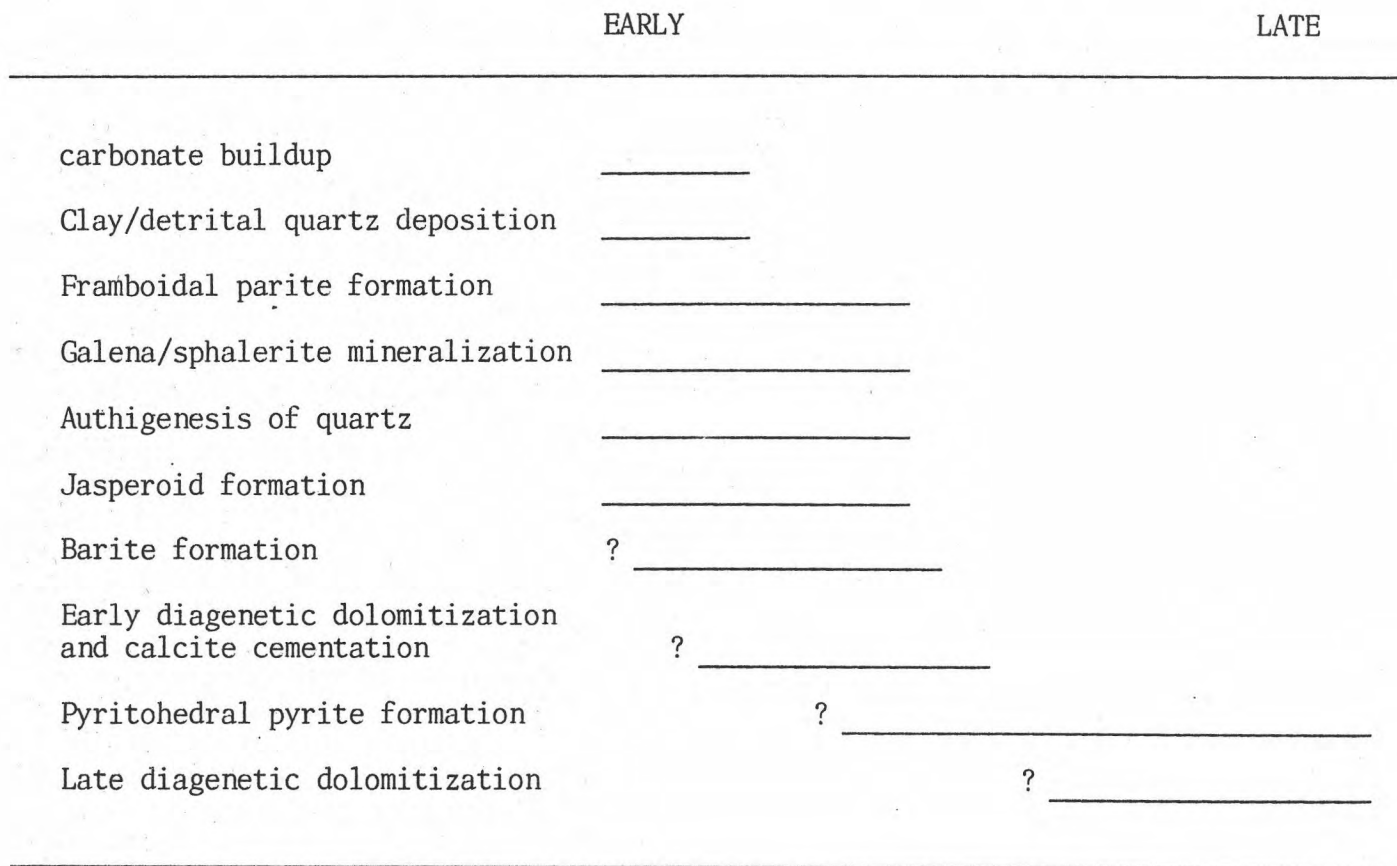 EARLY LATE
carbonate buildup
Clay/detrital quartz deposition
Framboidal parite formation
Galena/sphalerite mineralization
Authigenesis of quartz
Jasperoid formation
Barite formation ?
Early diagenetic dolomitization
and calcite cementation ?
Pyritohedral pyrite formation ?
Late diagenetic dolomitization ?